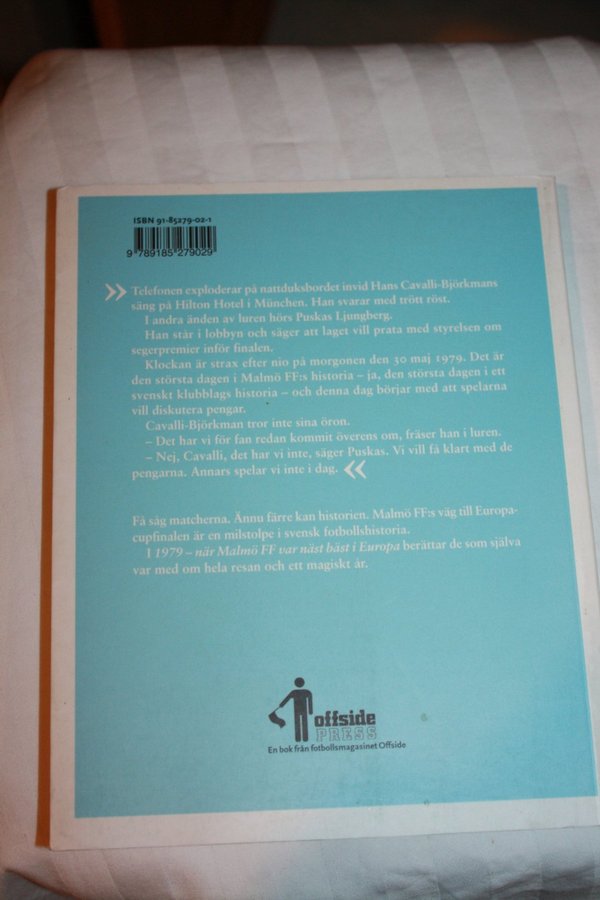 ISBN 91-85279-02-1
9 789185 279029
» Telefonen exploderar på nattduksbordet invid Hans Cavalli-Björkmans
säng på Hilton Hotel i München. Han svarar med trött röst.
I andra änden av luren hörs Puskas Ljungberg.
Han står i lobbyn och säger att laget vill prata med styrelsen om
segerpremier inför finalen.
Klockan är strax efter nio på morgonen den 30 maj 1979. Det är
den största dagen i Malmö FF:s historia – ja, den största dagen i ett
svenskt klubblags historia – och denna dag börjar med att spelarna
vill diskutera pengar.
Cavalli-Björkman tror inte sina öron.
– Det har vi för fan redan kommit överens om, fräser han i luren.
– Nej, Cavalli, det har vi inte, säger Puskas. Vi vill få klart med de
pengarna. Annars spelar vi inte i dag. «
Få såg matcherna. Ännu färre kan historien. Malmö FF:s väg till Europa-
cupfinalen är en milstolpe i svensk fotbollshistoria.
I 1979 – när Malmö FF var näst bäst i Europa berättar de som själva
var med om hela resan och ett magiskt år.
offside
PRESS
En bok från fotbollsmagasinet Offside